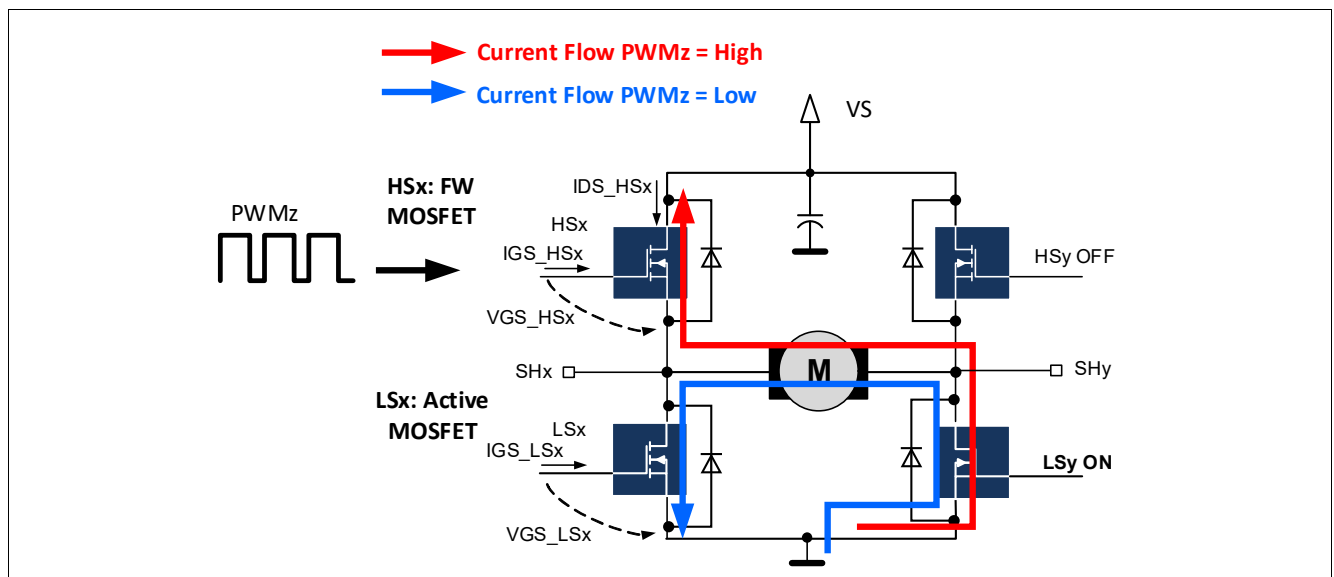 Current Flow PWMz = High
Current Flow PWMz = Low
VS
HSx: FW
MOSFET
IDS_HSx
PWMz
HSx
IGS_HSx
HSy OFF
VGS_HSx
M
SHx
SHy
LSx: Active
MOSFET
LSx
IGS_LSx
LSy ON
VGS_LSx